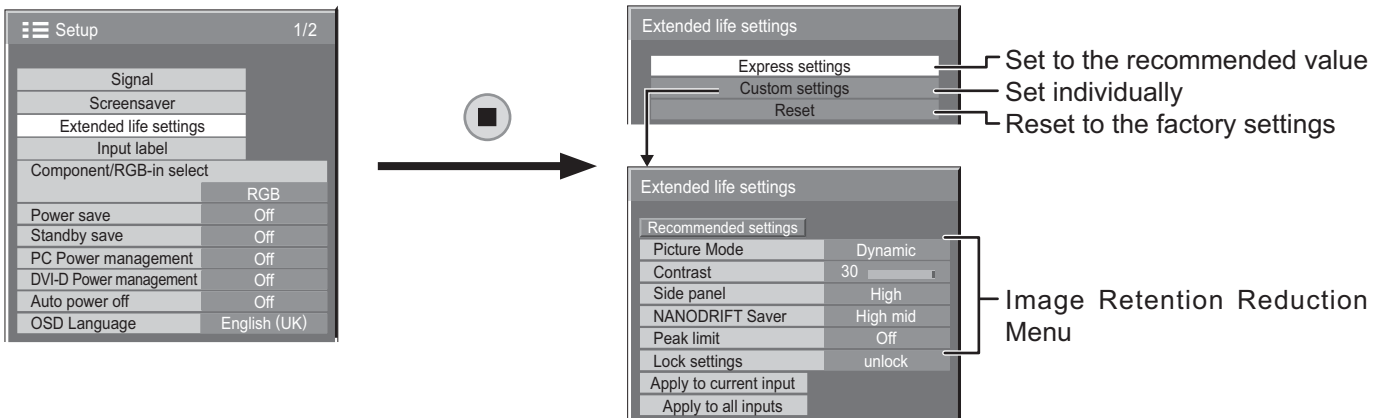 Setup 1/2
Signal
Screensaver
Extended life settings
Input label
Component/RGB-in select
RGB
Power save Off
Standby save Off
PC Power management Off
DVI-D Power management Off
Auto power off Off
OSD Language English (UK)
Extended life settings
Express settings
Custom settings
Reset
Set to the recommended value
Set individually
Reset to the factory settings
Extended life settings
Recommended settings
Picture Mode Dynamic
Contrast 30
Side panel High
NANODRIFT Saver High mid
Peak limit Off
Lock settings unlock
Apply to current input
Apply to all inputs
Image Retention Reduction
Menu